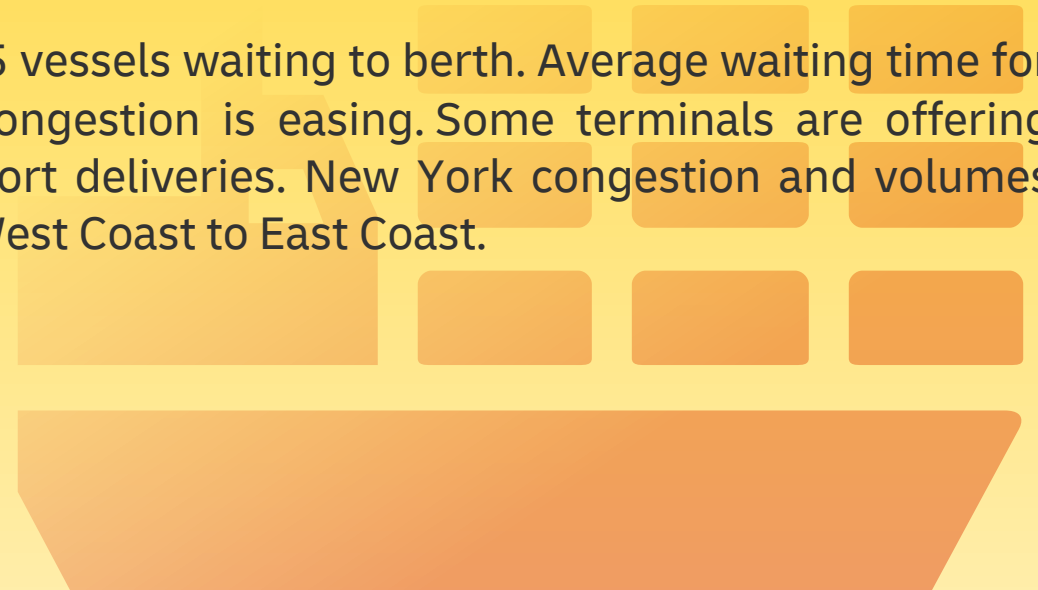 5 vessels waiting to berth. Average waiting time for
ongestion is easing. Some terminals are offering
ort deliveries. New York congestion and volumes
West Coast to East Coast.